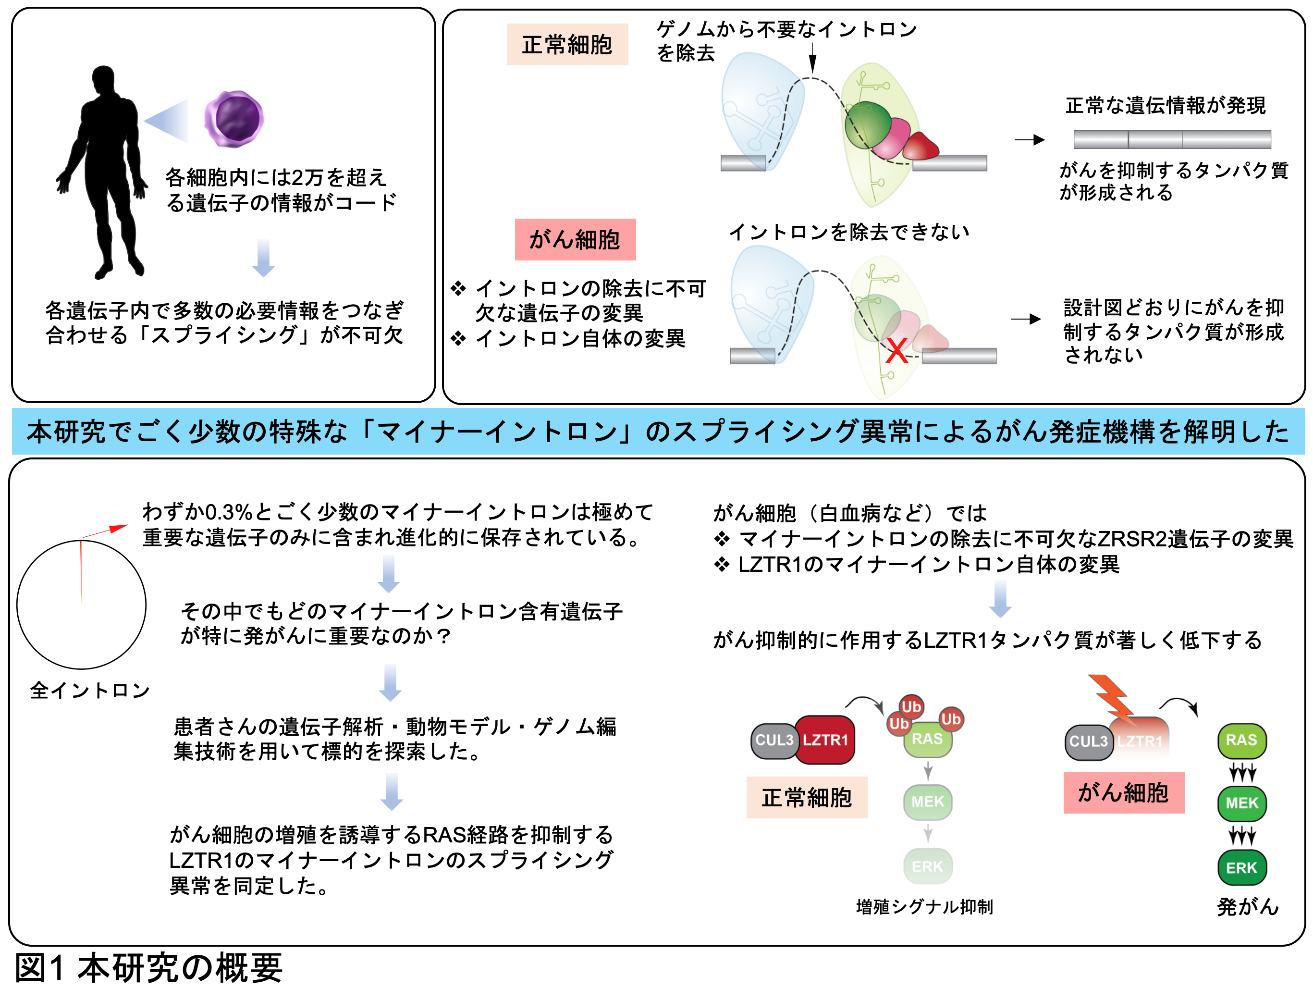 各細胞内には2万を超え
る遺伝子の情報がコード
各遺伝子内で多数の必要情報をつなぎ
合わせる「スプライシング」が不可欠
正常細胞
ゲノムから不要なイントロン
を除去
正常な遺伝情報が発現
がんを抑制するタンパク質
が形成される
がん細胞
❖ イントロンの除去に不可
欠な遺伝子の変異
❖ イントロン自体の変異
イントロンを除去できない
X
設計図どおりにがんを抑
制するタンパク質が形成
されない
本研究でごく少数の特殊な「マイナーイントロン」のスプライシング異常によるがん発症機構を解明した
全イントロン
わずか0.3%とごく少数のマイナーイントロンは極めて
重要な遺伝子のみに含まれ進化的に保存されている。
その中でもどのマイナーイントロン含有遺伝子
が特に発がんに重要なのか？
患者さんの遺伝子解析・動物モデル・ゲノム編
集技術を用いて標的を探索した。
がん細胞の増殖を誘導するRAS経路を抑制する
LZTR1のマイナーイントロンのスプライシング
異常を同定した。
がん細胞（白血病など）では
❖ マイナーイントロンの除去に不可欠なZRSR2遺伝子の変異
❖ LZTR1のマイナーイントロン自体の変異
がん抑制的に作用するLZTR1タンパク質が著しく低下する
CUL3
LZTR1
Ub
Ub
Ub
RAS
MEK
ERK
正常細胞
増殖シグナル抑制
CUL3
LZTR1
RAS
MEK
ERK
がん細胞
発がん
図1 本研究の概要